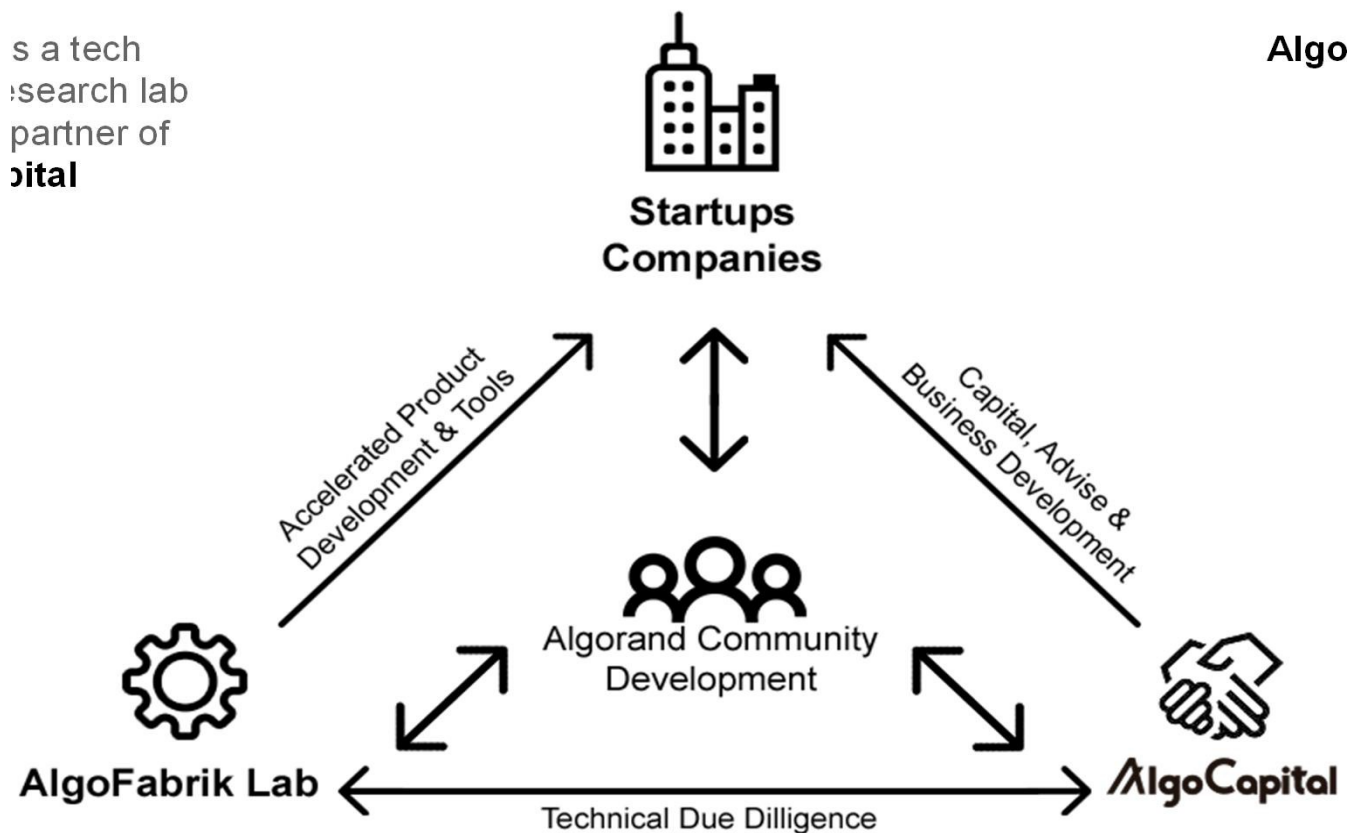 s a tech
search lab
partner of
pital
Algo
Startups
Companies
Accelerated Product
Development & Tools
Capital, Advise &
Business Development
Algorand Community
Development
AlgoFabrik Lab
AlgoCapital
Technical Due Dilligence